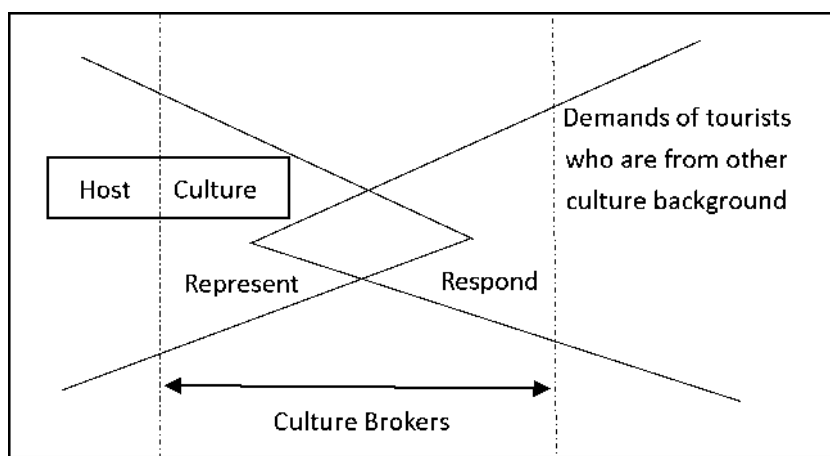 Demands of tourists
who are from other
culture background
Host Culture
Represent
Respond
Culture Brokers